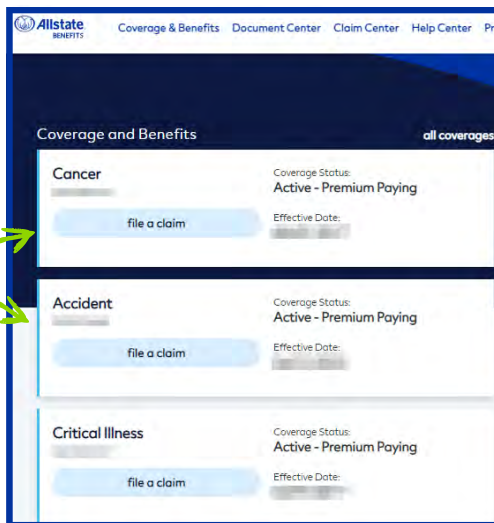 Allstate
BENEFITS
Coverage & Benefits Document Center Claim Center Help Center Pr
Coverage and Benefits all coverages
Cancer
Coverage Status:
Active - Premium Paying
file a claim
Effective Date:
Accident
Coverage Status:
Active - Premium Paying
file a claim
Effective Date:
Critical Illness
Coverage Status:
Active - Premium Paying
file a claim
Effective Date: